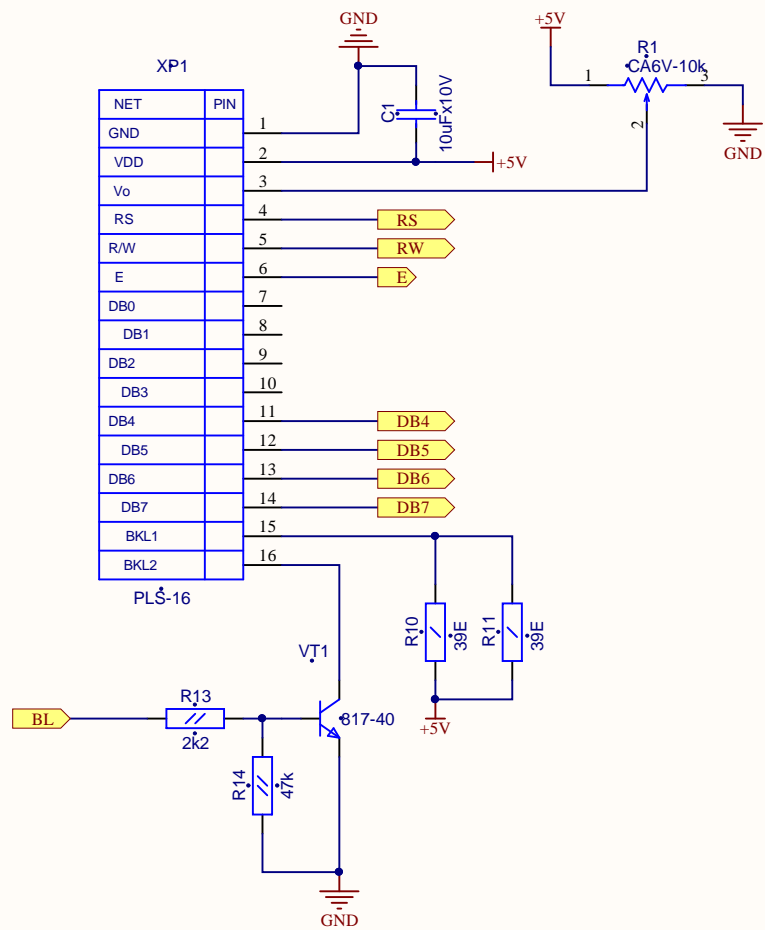 GND
+5V
XP1
R1
CA6V-10k
1
3
2
C1
10uFx10V
NET PIN
GND 1
VDD 2
+5V
GND
Vo 3
RS 4 RS
R/W 5 RW
E 6 E
DB0 7
DB1 8
DB2 9
DB3 10
DB4 11 DB4
DB5 12 DB5
DB6 13 DB6
DB7 14 DB7
BKL1 15
BKL2 16
PLS-16
R10
39E
R11
39E
VT1
R13
BL
817-40
+5V
2k2
R14
47k
GND